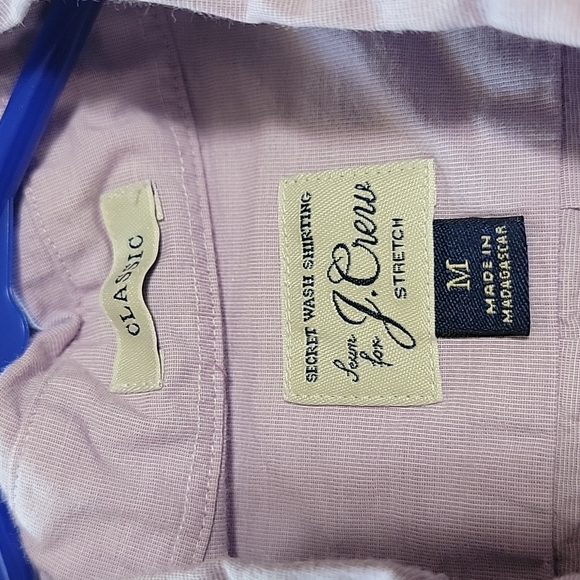 CLASSIC
SECRET WASH SHIRTING
Sewn
for
J.Crew
STRETCH
M
MADE IN
MADAGASCAR